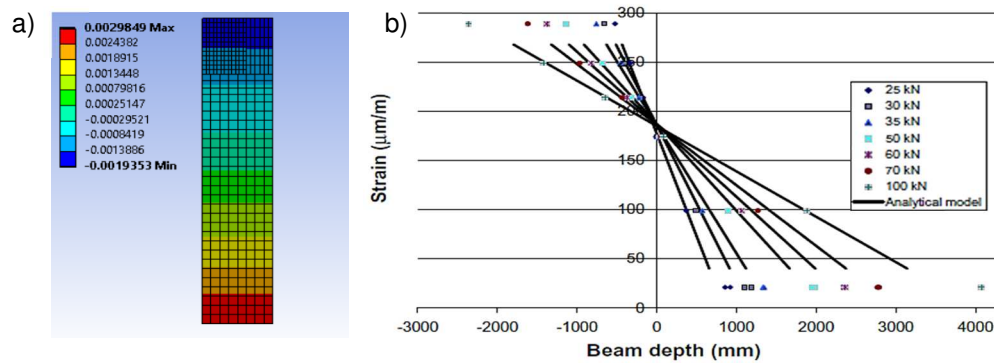 a)
0.0029849 Max
0.0024382
0.0018915
0.0013448
0.00079816
0.00025147
-0.00029521
-0.0008419
-0.0013886
-0.0019353 Min
b)
Strain (μm/m)
300
250
200
150
100
50
0
-3000 -2000 -1000 0 1000 2000 3000 4000
Beam depth (mm)
25 kN
30 kN
35 kN
50 kN
60 kN
70 kN
100 kN
Analytical model